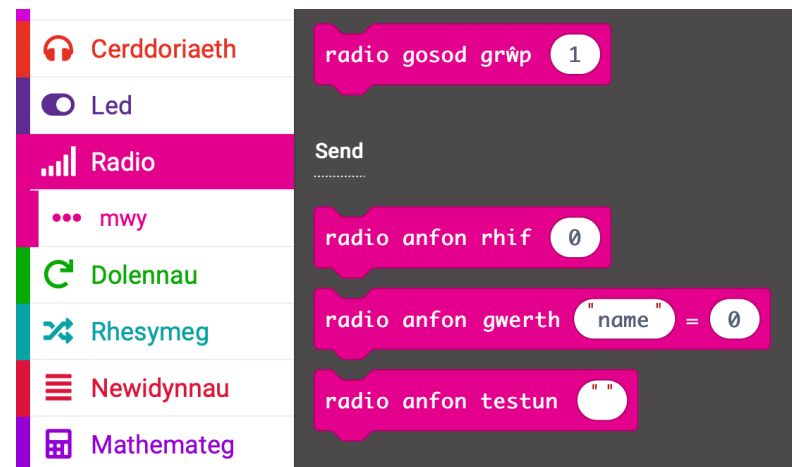 Cerddoriaeth
Led
Radio
mwy
Dolennau
Rhesymeg
Newidynnau
Mathemateg
radio gosod grŵp 1
Send
radio anfon rhif 0
radio anfon gwerth "name" = 0
radio anfon testun " "